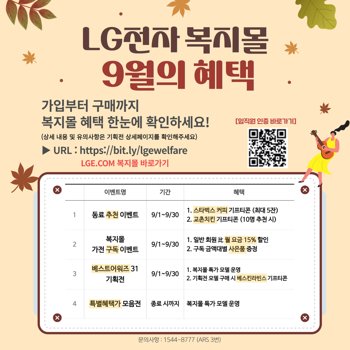 LG전자 복지몰
9월의 혜택
가입부터 구매까지
복지몰 혜택 한눈에 확인하세요!
(상세 내용 및 유의사항은 기획전 상세페이지를 확인해주세요)
▶ URL : https://bit.ly/lgewelfare
LGE.COM 복지몰 바로가기
[임직원 인증 바로가기]
이벤트명 기간 혜택
1 동료 추천 이벤트 9/1~9/30 1. 스타벅스 커피 기프티콘 (최대 5잔)
2. 교촌치킨 기프티콘 (10명 추천 시)
2 복지몰 가전 구독 이벤트 9/1~9/30 1. 일반 회원 比 월 요금 15% 할인
2. 구독 금액대별 사은품 증정
3 베스트어워즈 31 기획전 9/1~9/30 1. 복지몰 특가 모델 운영
2. 기획전 모델 구매 시 베스킨라빈스 기프티콘
4 특별혜택가 모음전 종료 시까지 복지몰 특가 모델 운영
문의사항 : 1544-8777 (ARS 3번)